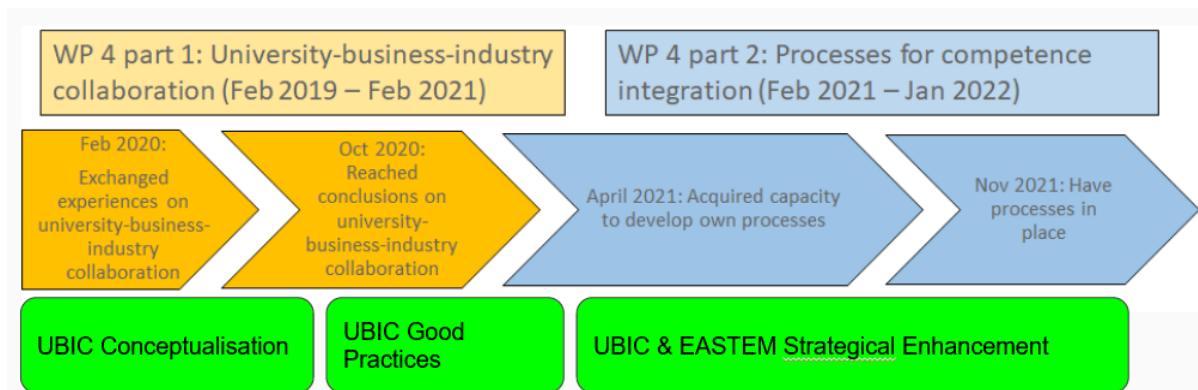 WP 4 part 1: University-business-industry
collaboration (Feb 2019 – Feb 2021)
WP 4 part 2: Processes for competence
integration (Feb 2021 – Jan 2022)
Feb 2020:
Exchanged
experiences on
university-business-
industry
collaboration
Oct 2020:
Reached
conclusions on
university-
business-industry
collaboration
April 2021: Acquired capacity
to develop own processes
Nov 2021: Have
processes in
place
UBIC Conceptualisation
UBIC Good
Practices
UBIC & EASTEM Strategical Enhancement